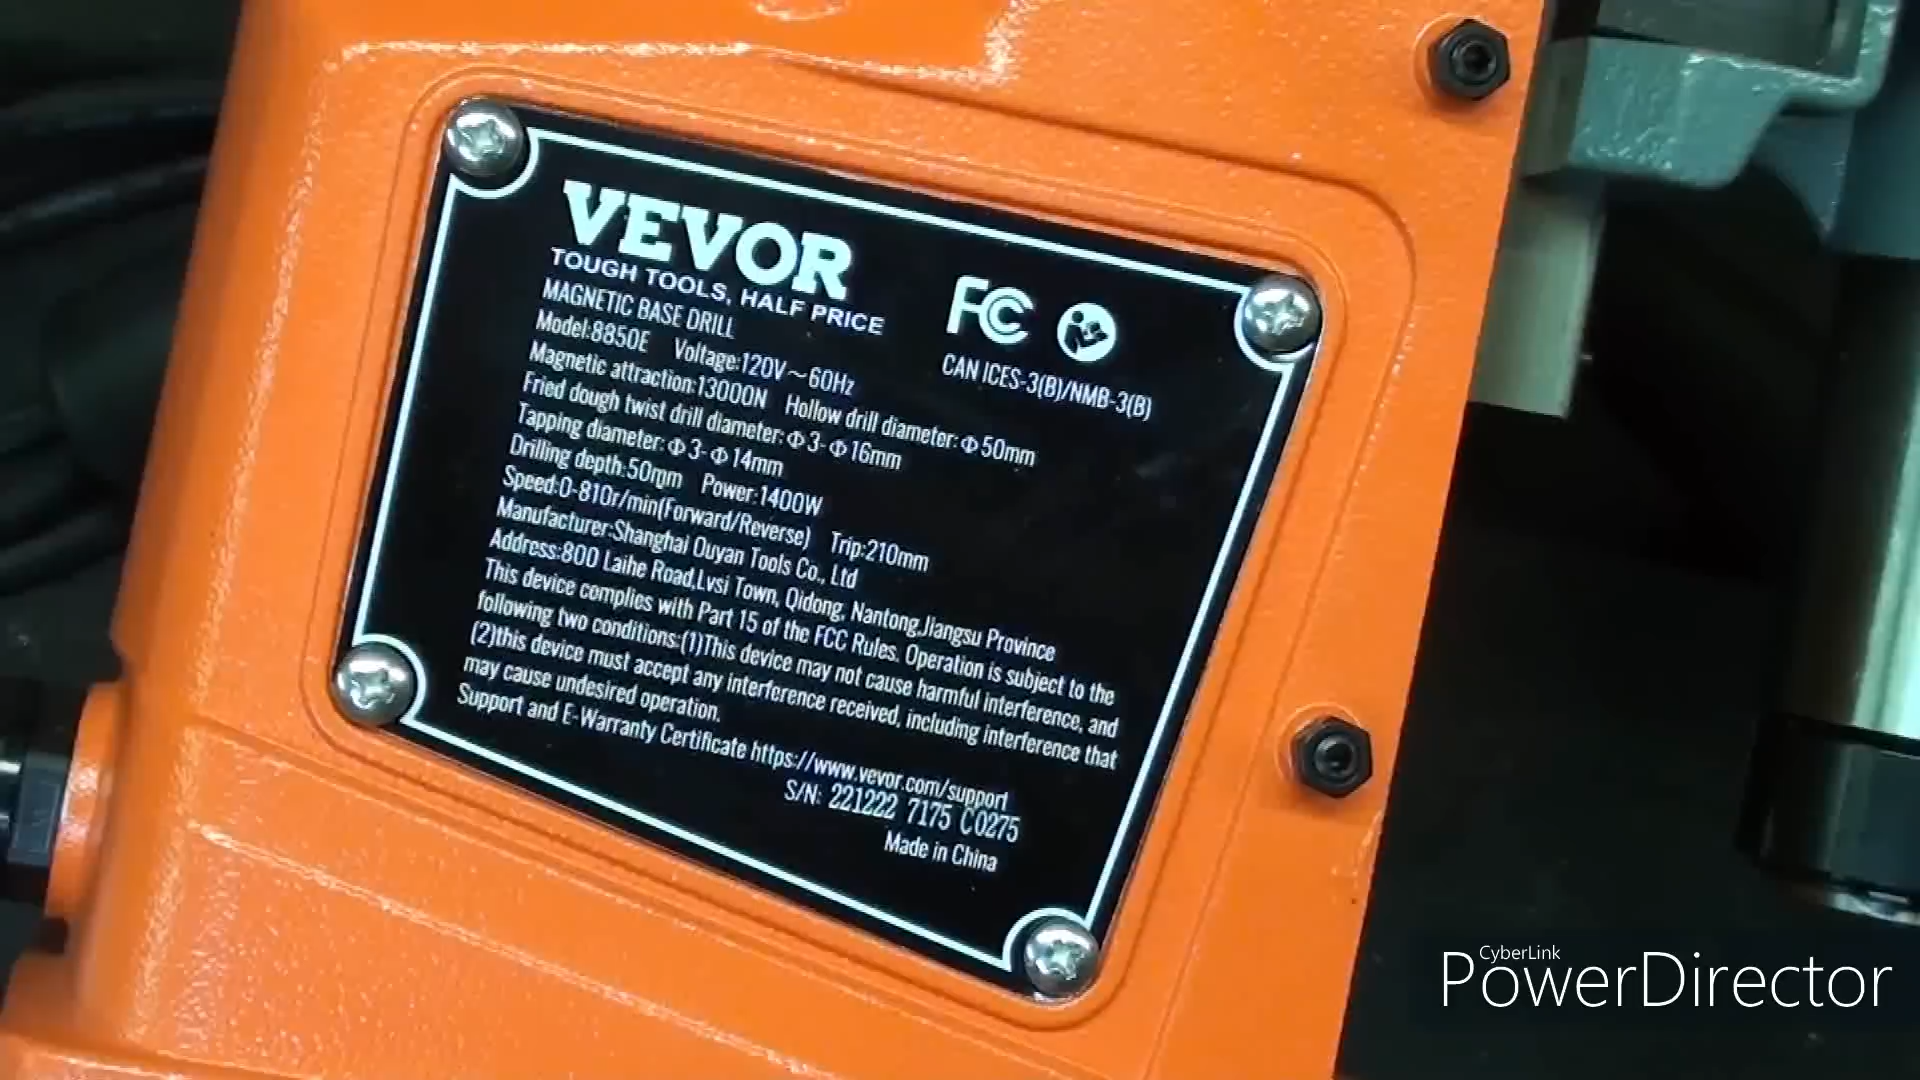 VEVOR
TOUGH TOOLS, HALF PRICE
FC
CAN ICES-3(B)/NMB-3(B)
MAGNETIC BASE DRILL
Model:8850E Voltage:120V~60Hz
Magnetic attraction:13000N Hollow drill diameter:Φ50mm
Fried dough twist drill diameter:Φ3-Φ16mm
Tapping diameter:Φ3-Φ14mm
Drilling depth:50mm Power:1400W
Speed:0-810r/min(Forward/Reverse) Trip:210mm
Manufacturer:Shanghai Ouyan Tools Co., Ltd
Address:800 Laihe Road,Lvsi Town, Qidong, Nantong,Jiangsu Province
This device complies with Part 15 of the FCC Rules. Operation is subject to the
following two conditions:(1)This device may not cause harmful interference, and
(2)this device must accept any interference received, including interference that
may cause undesired operation.
Support and E-Warranty Certificate https://www.vevor.com/support
S/N: 221222 7175 C0275
Made in China
CyberLink
PowerDirector